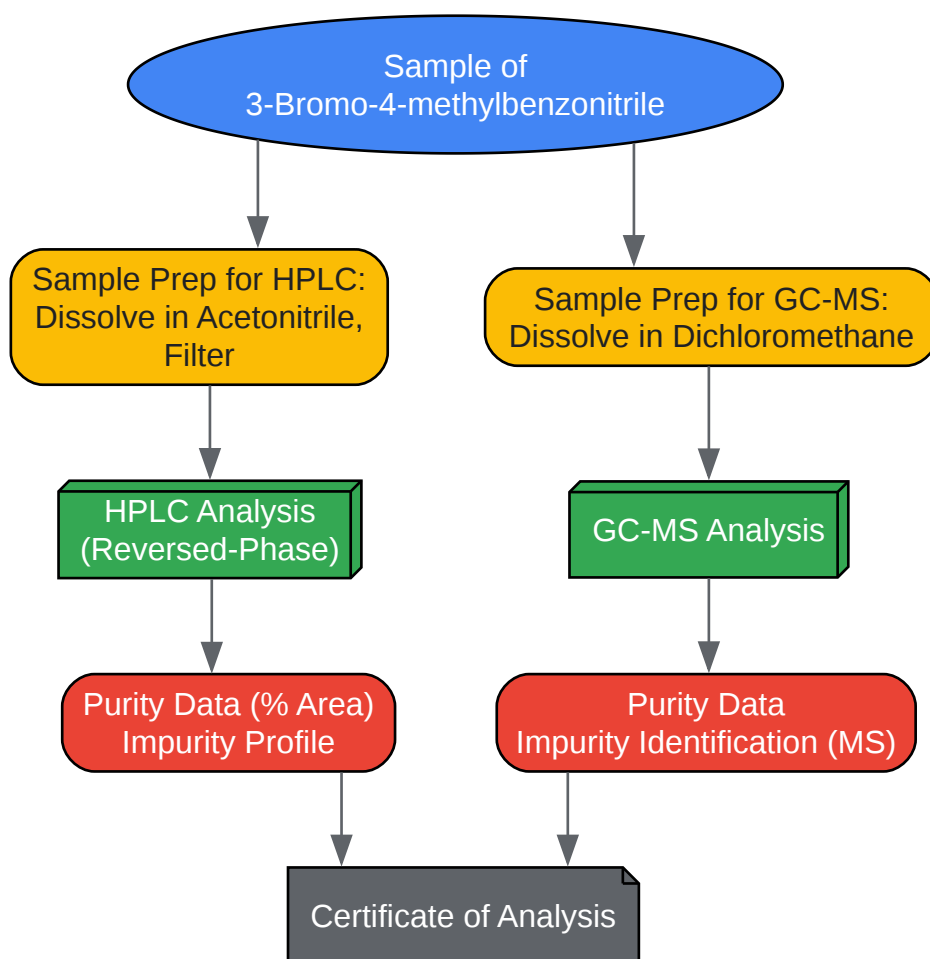 Sample of
3-Bromo-4-methylbenzonitrile
Sample Prep for HPLC:
Dissolve in Acetonitrile,
Filter
Sample Prep for GC-MS:
Dissolve in Dichloromethane
HPLC Analysis
(Reversed-Phase)
GC-MS Analysis
Purity Data (% Area)
Impurity Profile
Purity Data
Impurity Identification (MS)
Certificate of Analysis